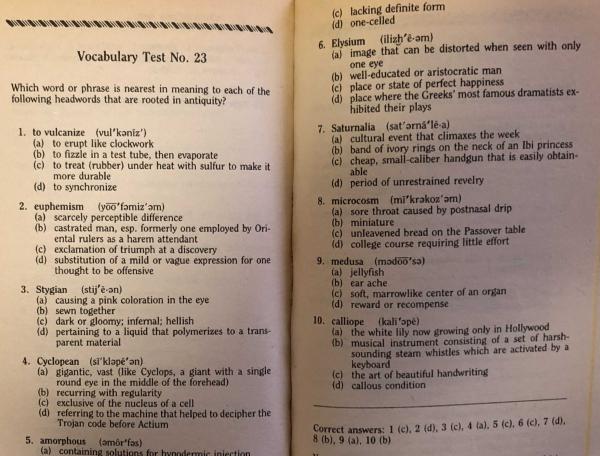 Vocabulary Test No. 23
Which word or phrase is nearest in meaning to each of the
following headwords that are rooted in antiquity?
1. to vulcanize (vul′kəniz′)
(a) to erupt like clockwork
(b) to fizzle in a test tube, then evaporate
(c) to treat (rubber) under heat with sulfur to make it
more durable
(d) to synchronize
2. euphemism (yo͞o′fəmiz′əm)
(a) scarcely perceptible difference
(b) castrated man, esp. formerly one employed by Ori-
ental rulers as a harem attendant
(c) exclamation of triumph at a discovery
(d) substitution of a mild or vague expression for one
thought to be offensive
3. Stygian (stij′ē-ən)
(a) causing a pink coloration in the eye
(b) sewn together
(c) dark or gloomy; infernal; hellish
(d) pertaining to a liquid that polymerizes to a trans-
parent material
4. Cyclopean (si′kləpē′ən)
(a) gigantic, vast (like Cyclops, a giant with a single
round eye in the middle of the forehead)
(b) recurring with regularity
(c) exclusive of the nucleus of a cell
(d) referring to the machine that helped to decipher the
Trojan code before Actium
5. amorphous (əmôr′fəs)
(a) containing solutions for hypodermic injection
(c) lacking definite form
(d) one-celled
6. Elysium (ilizh′ē-əm)
(a) image that can be distorted when seen with only
one eye
(b) well-educated or aristocratic man
(c) place or state of perfect happiness
(d) place where the Greeks' most famous dramatists ex-
hibited their plays
7. Saturnalia (sat′ərnā′lē-ə)
(a) cultural event that climaxes the week
(b) band of ivory rings on the neck of an Ibi princess
(c) cheap, small-caliber handgun that is easily obtain-
able
(d) period of unrestrained revelry
8. microcosm (mī′krəkoz′əm)
(a) sore throat caused by postnasal drip
(b) miniature
(c) unleavened bread on the Passover table
(d) college course requiring little effort
9. medusa (mədo͞o′sə)
(a) jellyfish
(b) ear ache
(c) soft, marrowlike center of an organ
(d) reward or recompense
10. calliope (kəlī′əpē)
(a) the white lily now growing only in Hollywood
(b) musical instrument consisting of a set of harsh-
sounding steam whistles which are activated by a
keyboard
(c) the art of beautiful handwriting
(d) callous condition
Correct answers: 1 (c), 2 (d), 3 (c), 4 (a), 5 (c), 6 (c), 7 (d),
8 (b), 9 (a), 10 (b)